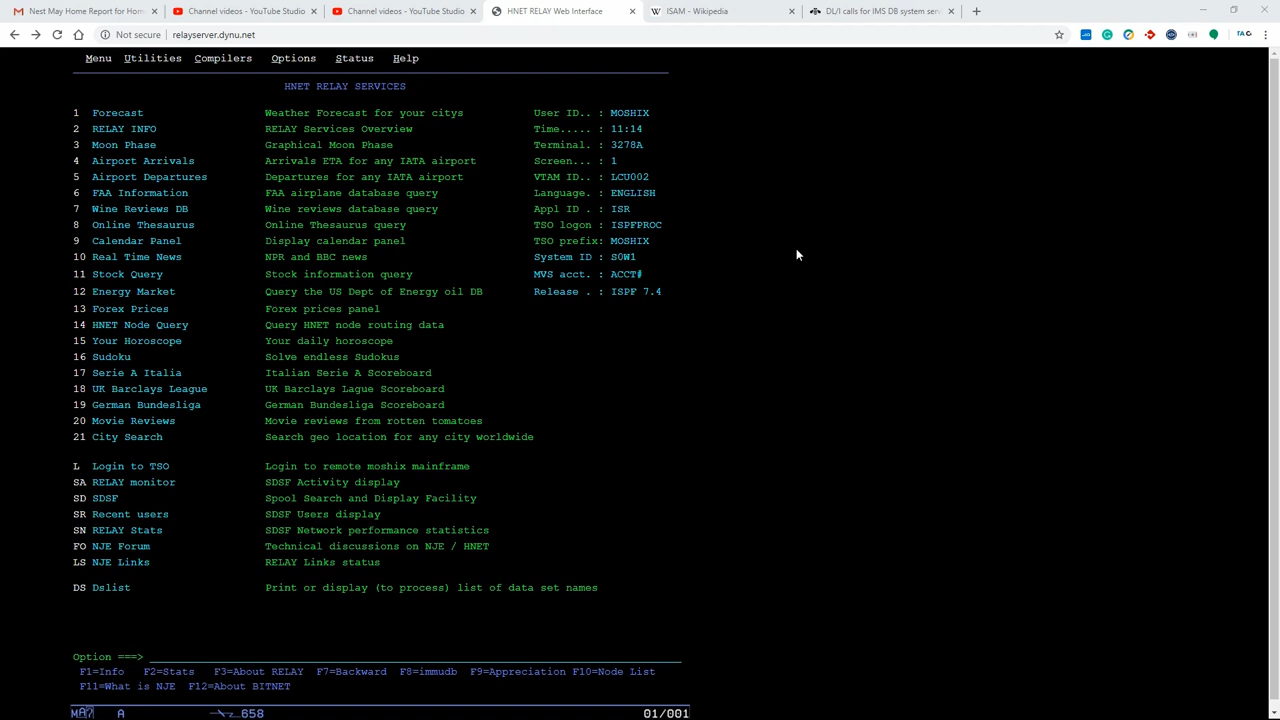 Nest May Home Report for Hom
Channel videos - YouTube Studio
Channel videos - YouTube Studio
HNET RELAY Web Interface
ISAM - Wikipedia
DL/I calls for IMS DB system serv
Not secure | relayserver.dynu.net
Menu Utilities Compilers Options Status Help
HNET RELAY SERVICES
1 Forecast Weather Forecast for your citys User ID.. : MOSHIX
2 RELAY INFO RELAY Services Overview Time..... : 11:14
3 Moon Phase Graphical Moon Phase Terminal. : 3278A
4 Airport Arrivals Arrivals ETA for any IATA airport Screen... : 1
5 Airport Departures Departures for any IATA airport VTAM ID.. : LCU002
6 FAA Information FAA airplane database query Language. : ENGLISH
7 Wine Reviews DB Wine reviews database query Appl ID . : ISR
8 Online Thesaurus Online Thesaurus query TSO logon : ISPFPROC
9 Calendar Panel Display calendar panel TSO prefix: MOSHIX
10 Real Time News NPR and BBC news System ID : S0W1
11 Stock Query Stock information query MVS acct. : ACCT#
12 Energy Market Query the US Dept of Energy oil DB Release . : ISPF 7.4
13 Forex Prices Forex prices panel
14 HNET Node Query Query HNET node routing data
15 Your Horoscope Your daily horoscope
16 Sudoku Solve endless Sudokus
17 Serie A Italia Italian Serie A Scoreboard
18 UK Barclays League UK Barclays Lague Scoreboard
19 German Bundesliga German Bundesliga Scoreboard
20 Movie Reviews Movie reviews from rotten tomatoes
21 City Search Search geo location for any city worldwide
L Login to TSO Login to remote moshix mainframe
SA RELAY monitor SDSF Activity display
SD SDSF Spool Search and Display Facility
SR Recent users SDSF Users display
SN RELAY Stats SDSF Network performance statistics
FO NJE Forum Technical discussions on NJE / HNET
LS NJE Links RELAY Links status
DS Dslist Print or display (to process) list of data set names
Option ===>
F1=Info F2=Stats F3=About RELAY F7=Backward F8=immudb F9=Appreciation F10=Node List
F11=What is NJE F12=About BITNET
A 658 01/001